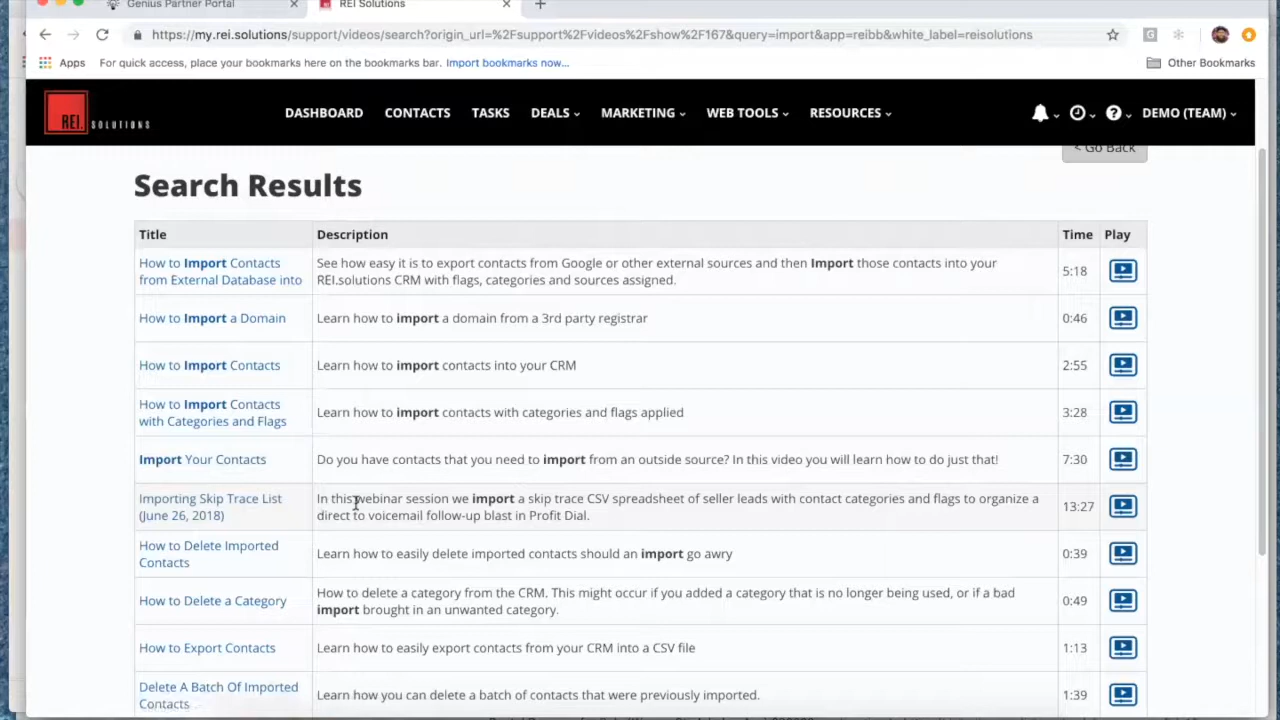 Genius Partner Portal
REI Solutions
https://my.rei.solutions/support/videos/search?origin_url=%2Fsupport%2Fvideos%2Fshow%2F167&query=import&app=reibb&white_label=reisolutions
Apps For quick access, place your bookmarks here on the bookmarks bar. Import bookmarks now... Other Bookmarks
REI. SOLUTIONS DASHBOARD CONTACTS TASKS DEALS MARKETING WEB TOOLS RESOURCES DEMO (TEAM)
< Go Back
Search Results
Title Description Time Play
How to Import Contacts
from External Database into
See how easy it is to export contacts from Google or other external sources and then Import those contacts into your
REI.solutions CRM with flags, categories and sources assigned.
5:18
How to Import a Domain Learn how to import a domain from a 3rd party registrar 0:46
How to Import Contacts Learn how to import contacts into your CRM 2:55
How to Import Contacts
with Categories and Flags
Learn how to import contacts with categories and flags applied 3:28
Import Your Contacts Do you have contacts that you need to import from an outside source? In this video you will learn how to do just that! 7:30
Importing Skip Trace List
(June 26, 2018)
In this webinar session we import a skip trace CSV spreadsheet of seller leads with contact categories and flags to organize a
direct to voicemail follow-up blast in Profit Dial.
13:27
How to Delete Imported
Contacts
Learn how to easily delete imported contacts should an import go awry 0:39
How to Delete a Category
How to delete a category from the CRM. This might occur if you added a category that is no longer being used, or if a bad
import brought in an unwanted category.
0:49
How to Export Contacts Learn how to easily export contacts from your CRM into a CSV file 1:13
Delete A Batch Of Imported
Contacts
Learn how you can delete a batch of contacts that were previously imported. 1:39